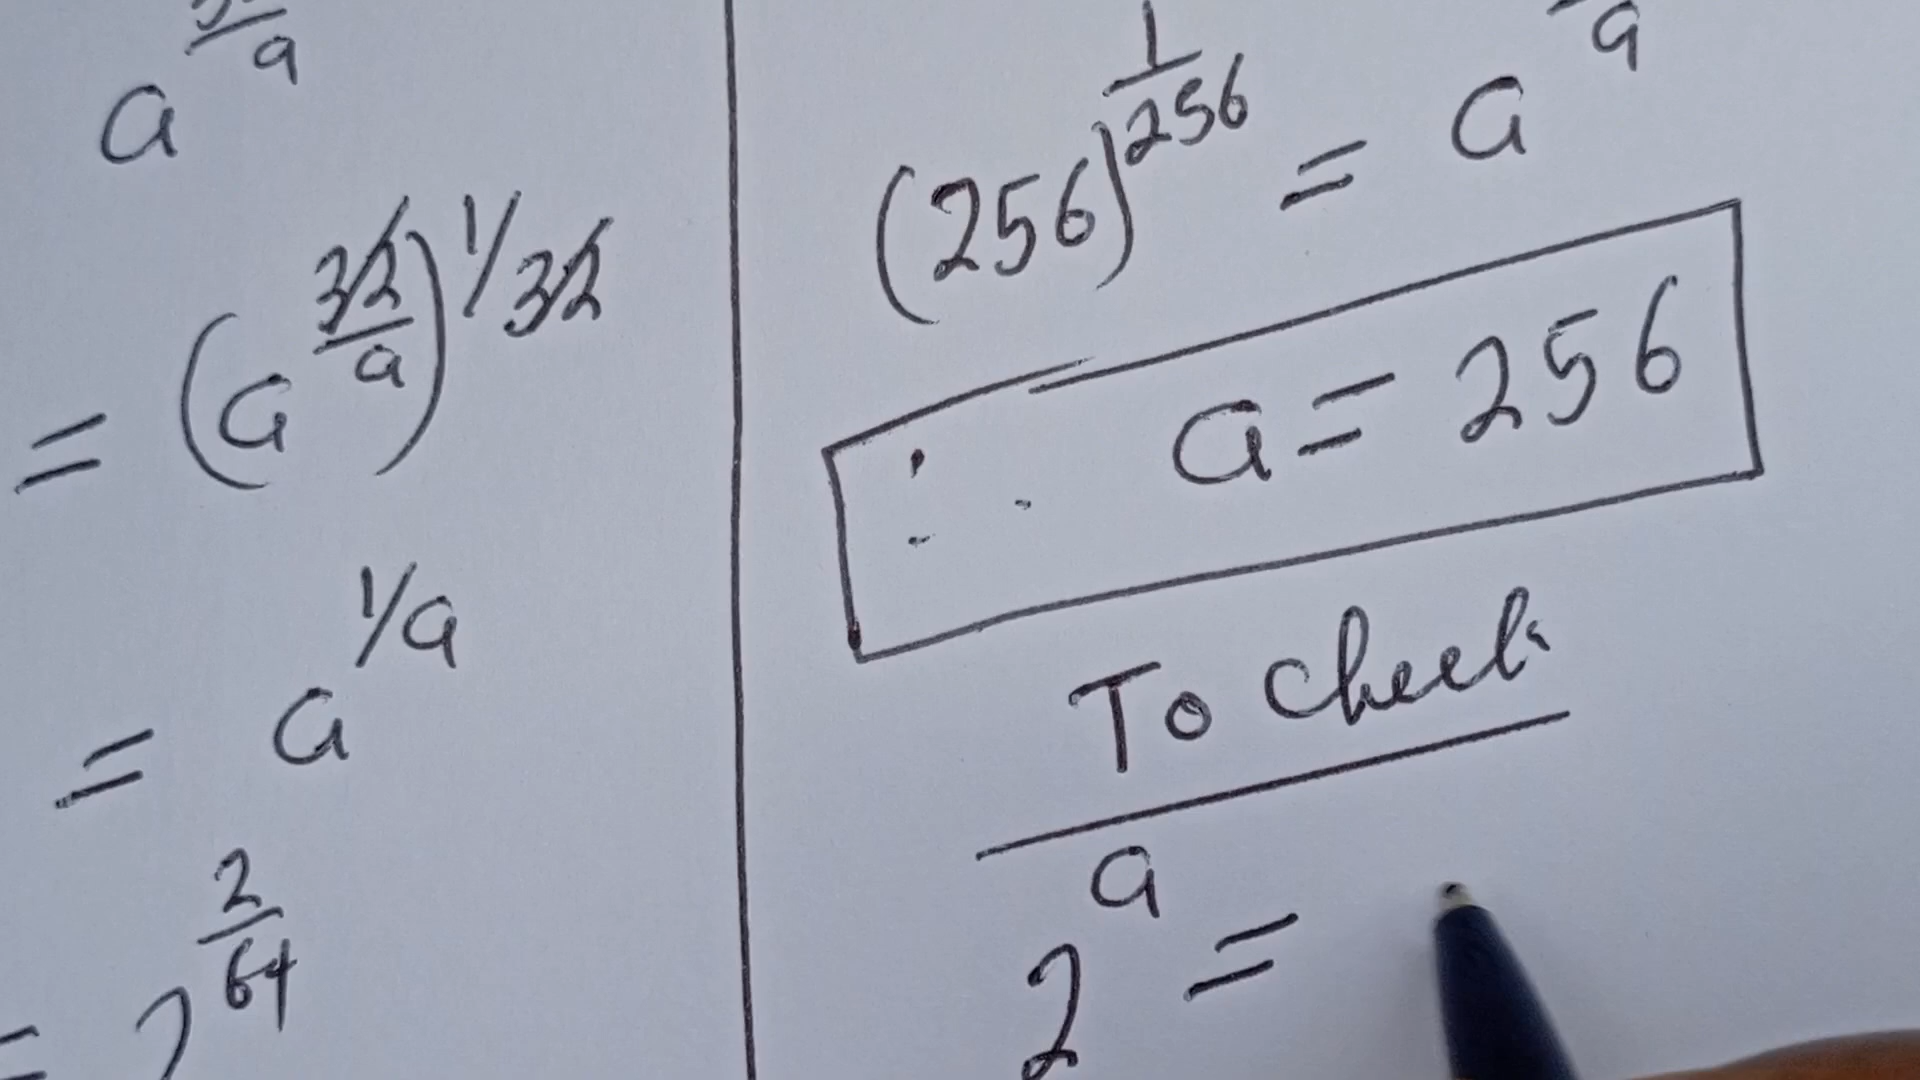 a^(32/a)
= (a^(32/a))^(1/32)
= a^(1/a)
= 2^(2/64)
(256)^(1/256) = a^(1/a)
∴ a = 256
To Check
2^a =